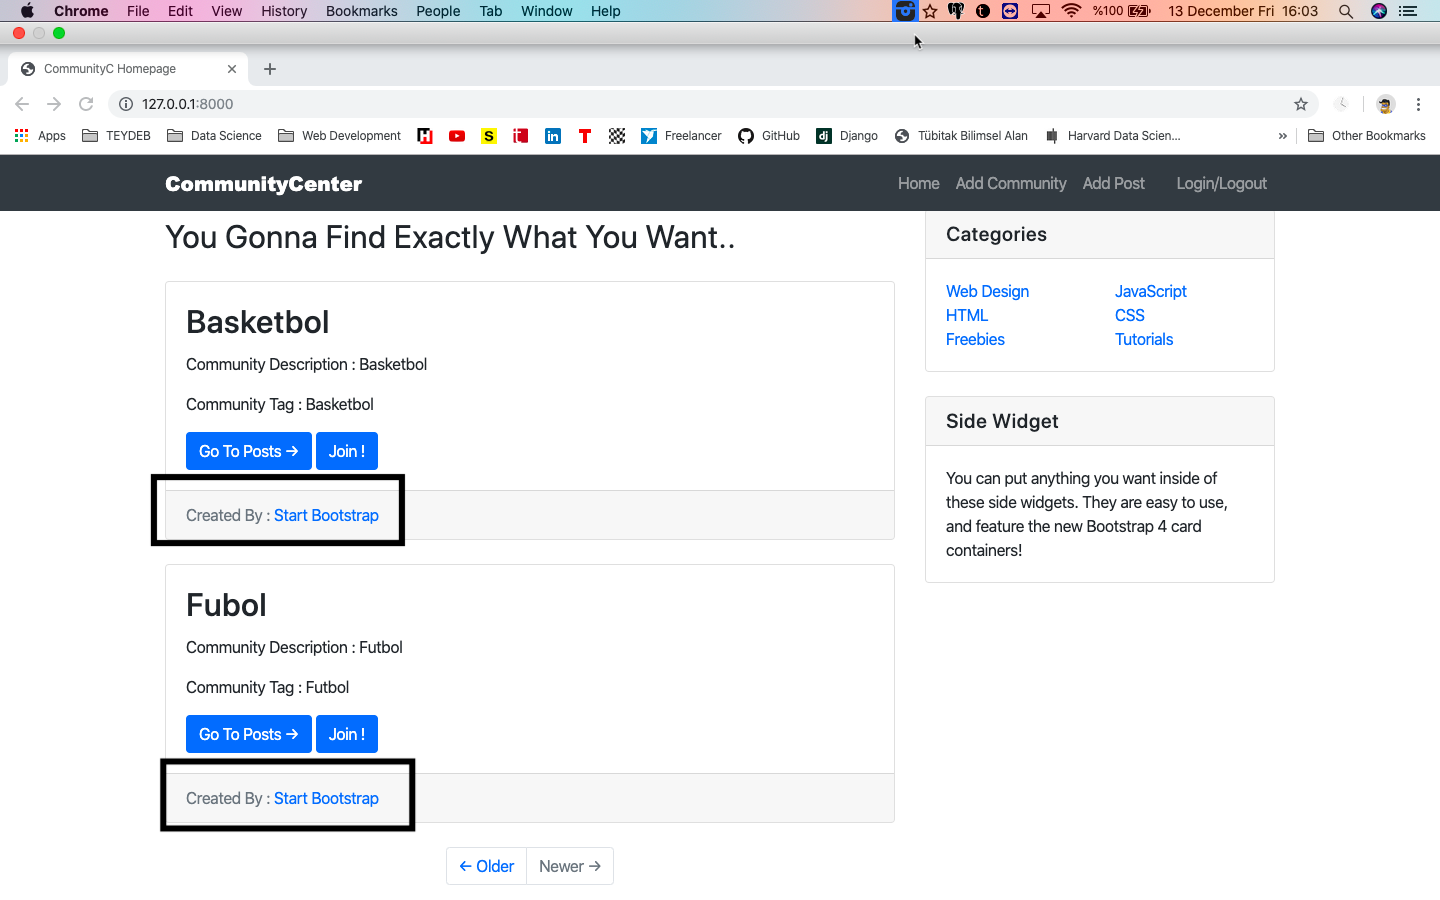 Chrome File Edit View History Bookmarks People Tab Window Help %100 13 December Fri 16:03
CommunityC Homepage
127.0.0.1:8000
Apps TEYDEB Data Science Web Development Freelancer GitHub dj Django Tübitak Bilimsel Alan Harvard Data Scien... » Other Bookmarks
CommunityCenter Home Add Community Add Post Login/Logout
You Gonna Find Exactly What You Want..
Basketbol
Community Description : Basketbol
Community Tag : Basketbol
Go To Posts → Join !
Created By : Start Bootstrap
Fubol
Community Description : Futbol
Community Tag : Futbol
Go To Posts → Join !
Created By : Start Bootstrap
← Older Newer →
Categories
Web Design JavaScript
HTML CSS
Freebies Tutorials
Side Widget
You can put anything you want inside of
these side widgets. They are easy to use,
and feature the new Bootstrap 4 card
containers!